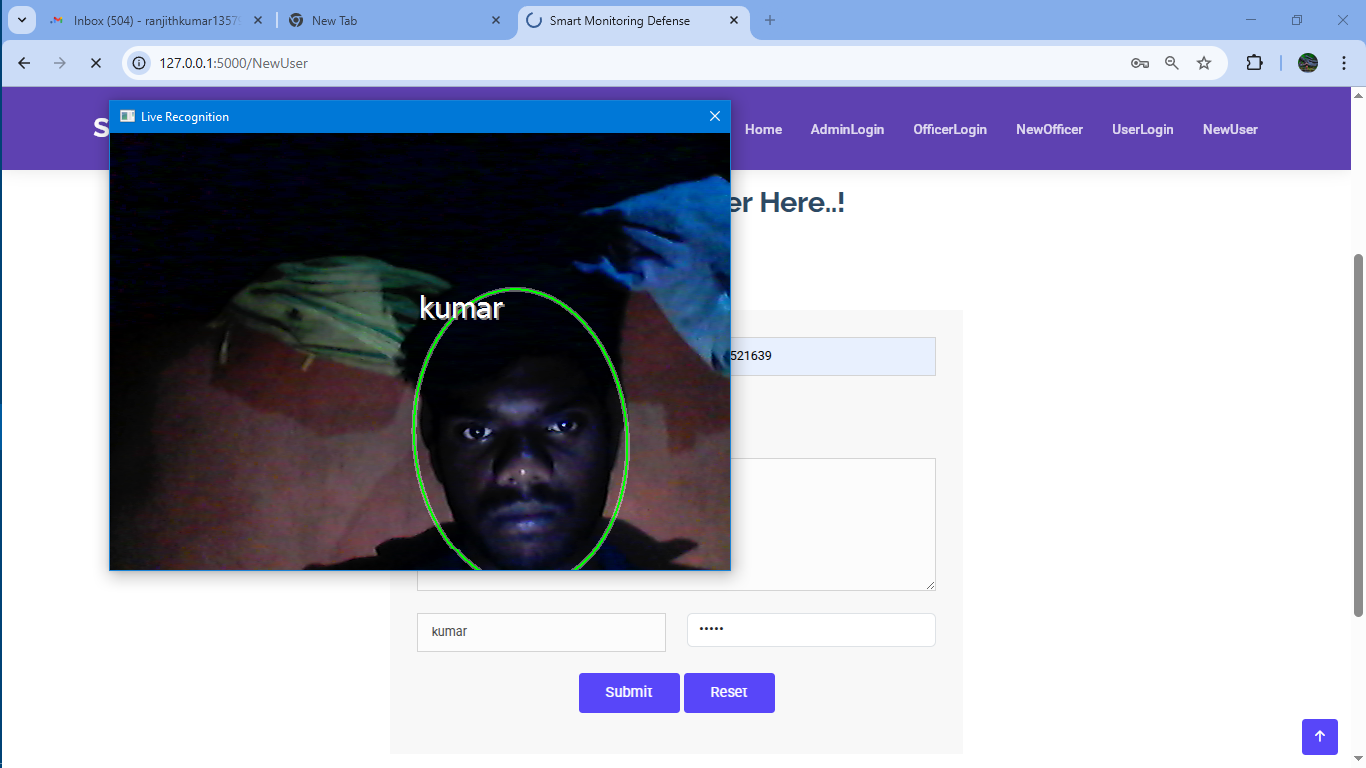 Inbox (504) - ranjithkumar1357
New Tab
Smart Monitoring Defense
127.0.0.1:5000/NewUser
Live Recognition
S
Home
AdminLogin
OfficerLogin
NewOfficer
UserLogin
NewUser
er Here..!
kumar
521639
kumar
•••••
Submit
Reset